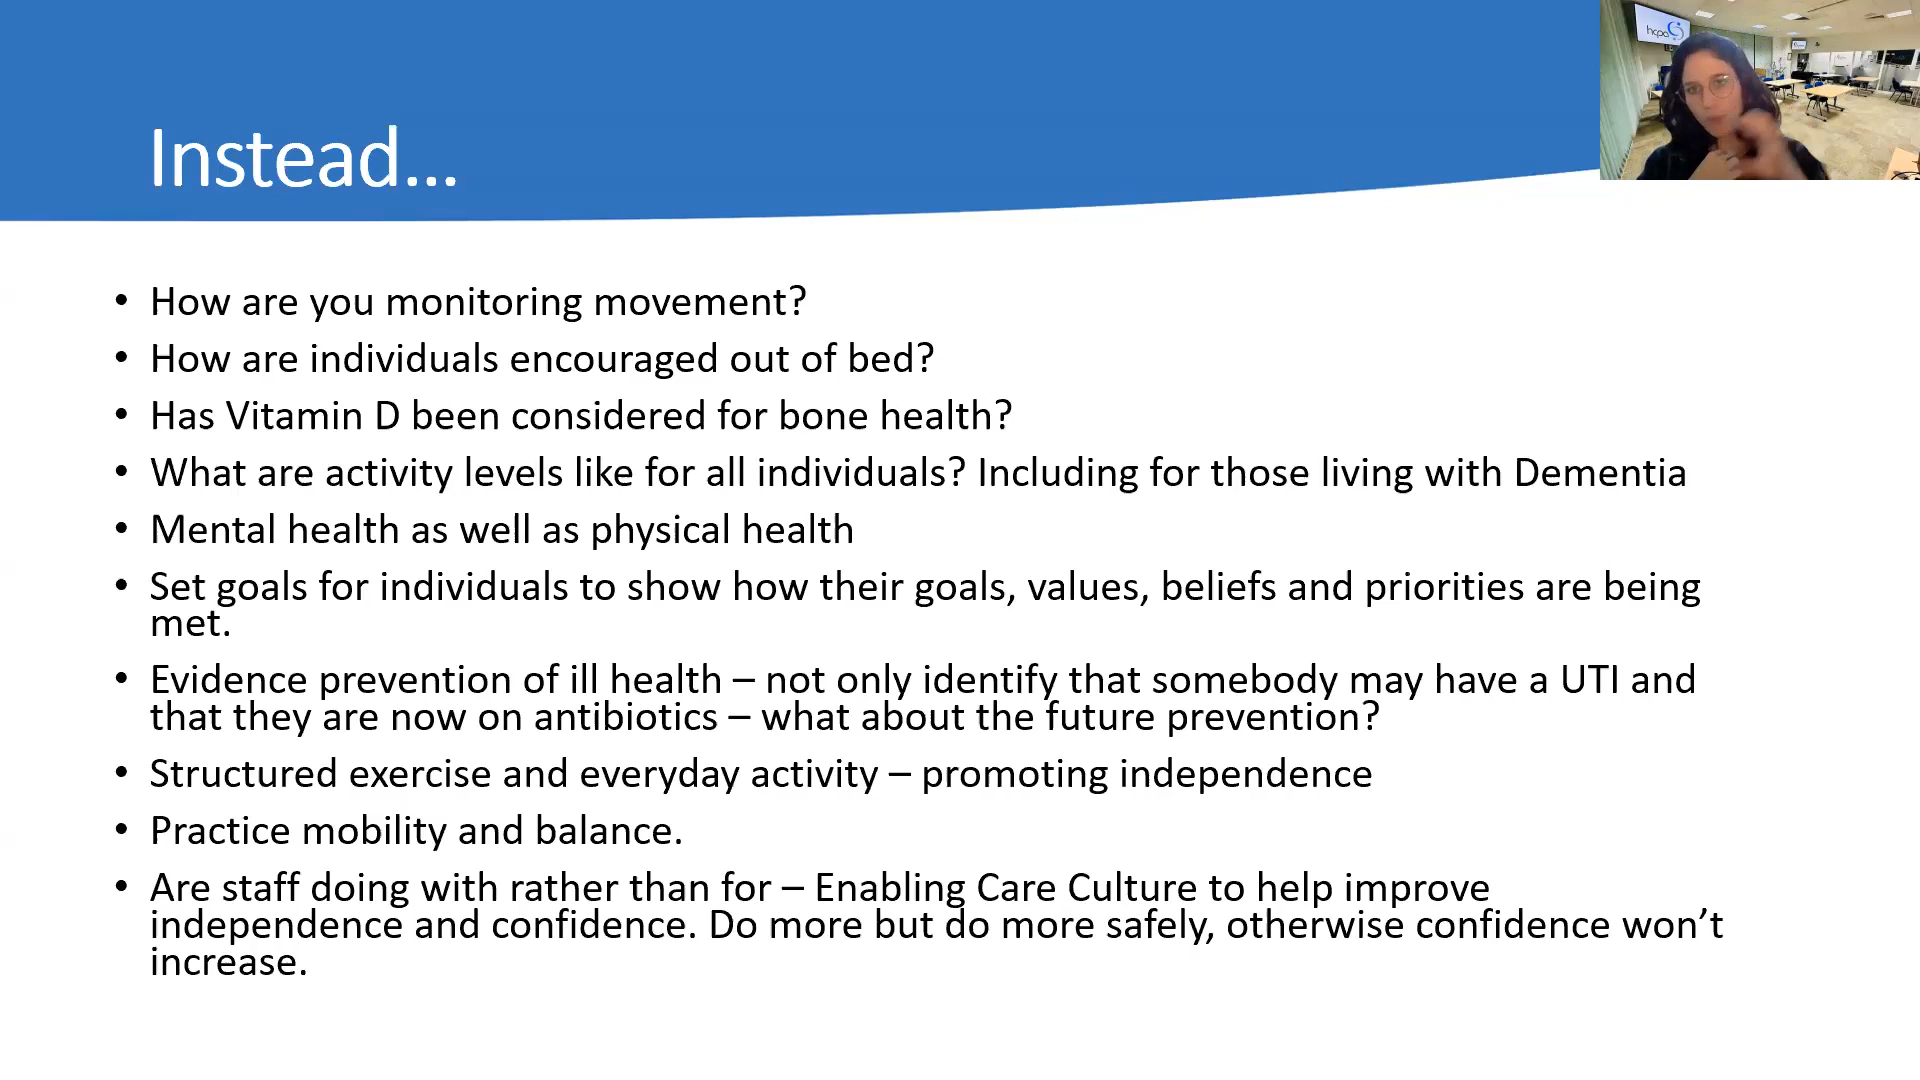 hcpa
Instead...
• How are you monitoring movement?
• How are individuals encouraged out of bed?
• Has Vitamin D been considered for bone health?
• What are activity levels like for all individuals? Including for those living with Dementia
• Mental health as well as physical health
• Set goals for individuals to show how their goals, values, beliefs and priorities are being
met.
• Evidence prevention of ill health – not only identify that somebody may have a UTI and
that they are now on antibiotics – what about the future prevention?
• Structured exercise and everyday activity – promoting independence
• Practice mobility and balance.
• Are staff doing with rather than for – Enabling Care Culture to help improve
independence and confidence. Do more but do more safely, otherwise confidence won’t
increase.